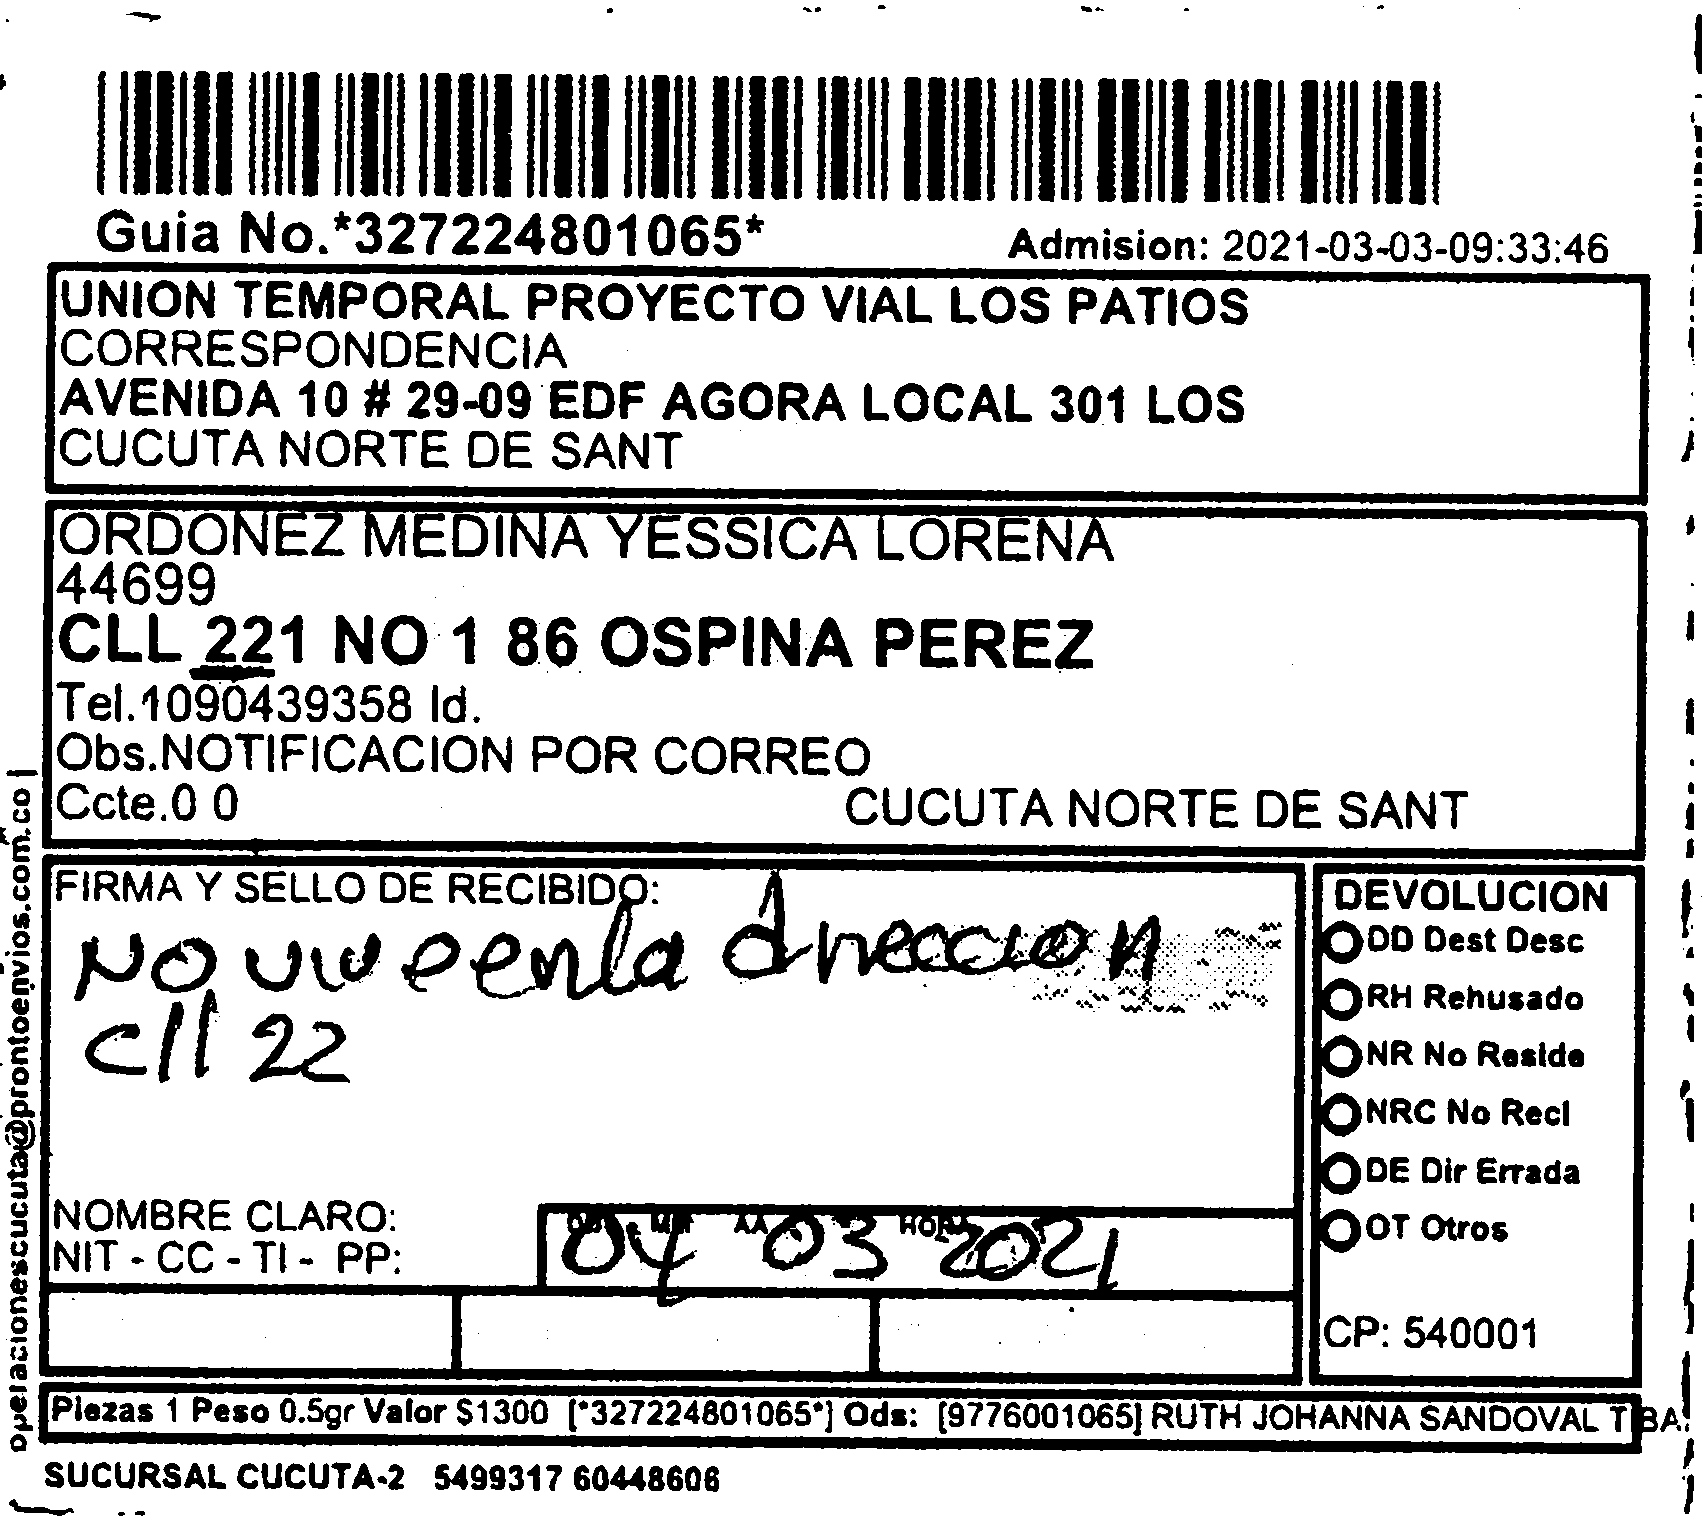 Guia No.*327224801065*
Admision: 2021-03-03-09:33:46
UNION TEMPORAL PROYECTO VIAL LOS PATIOS
CORRESPONDENCIA
AVENIDA 10 # 29-09 EDF AGORA LOCAL 301 LOS
CUCUTA NORTE DE SANT
ORDONEZ MEDINA YESSICA LORENA
44699
CLL 221 NO 1 86 OSPINA PEREZ
Tel.1090439358 Id.
Obs.NOTIFICACION POR CORREO
Ccte.0 0
CUCUTA NORTE DE SANT
FIRMA Y SELLO DE RECIBIDO:
No vive en la direccion
cll 22
NOMBRE CLARO:
NIT - CC - TI - PP:
AA HORA
04 03 2021
DEVOLUCION
DD Dest Desc
RH Rehusado
NR No Reside
NRC No Recl
DE Dir Errada
OT Otros
CP: 540001
Piezas 1 Peso 0.5gr Valor $1300 [*327224801065*] Ods: [9776001065] RUTH JOHANNA SANDOVAL TIBA
SUCURSAL CUCUTA-2 5499317 60448606
operacionescucuta@prontoenvios.com.co |